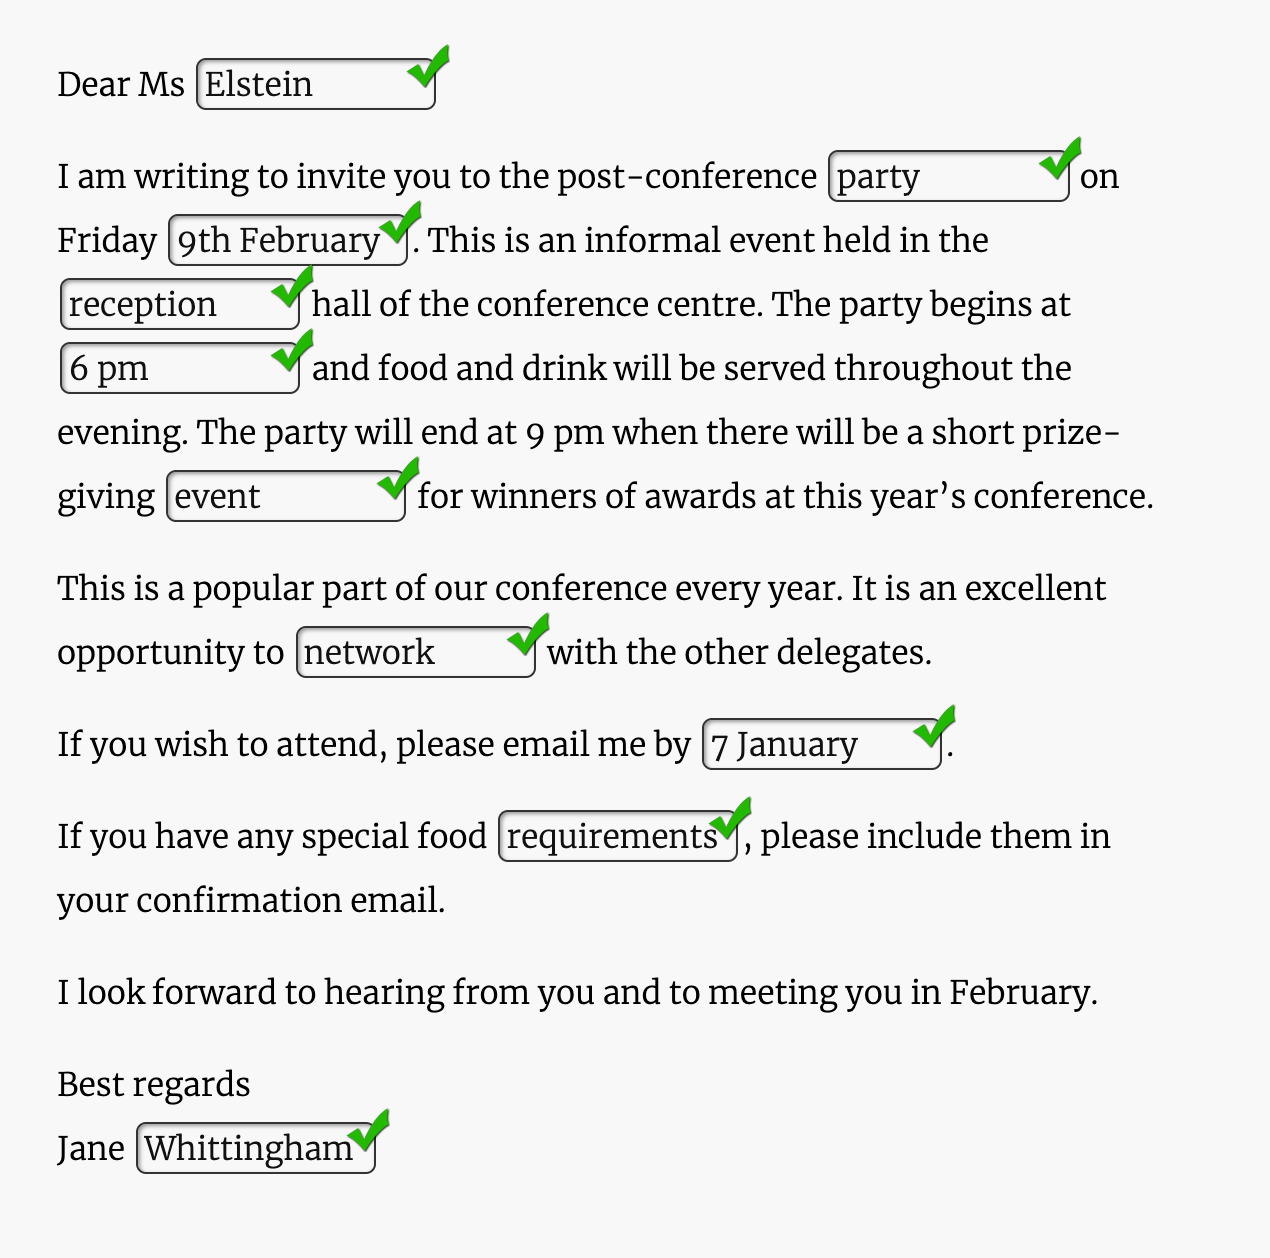 Dear Ms Elstein
I am writing to invite you to the post-conference party on
Friday 9th February. This is an informal event held in the
reception hall of the conference centre. The party begins at
6 pm and food and drink will be served throughout the
evening. The party will end at 9 pm when there will be a short prize-
giving event for winners of awards at this year’s conference.
This is a popular part of our conference every year. It is an excellent
opportunity to network with the other delegates.
If you wish to attend, please email me by 7 January.
If you have any special food requirements, please include them in
your confirmation email.
I look forward to hearing from you and to meeting you in February.
Best regards
Jane Whittingham